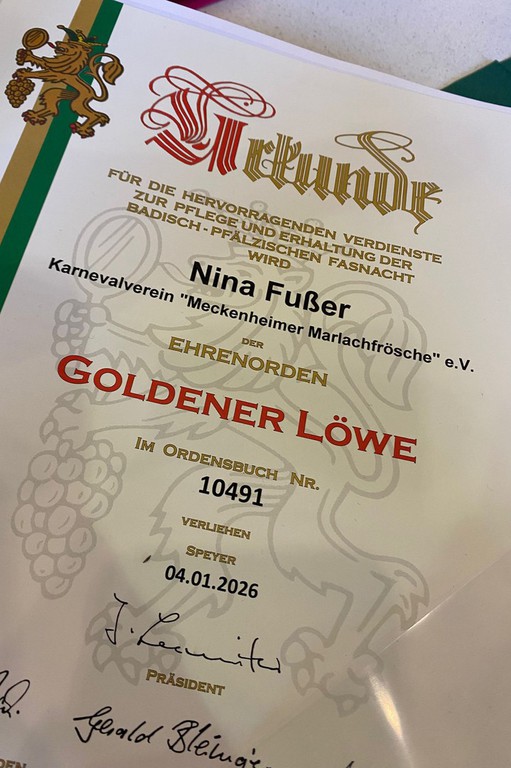 Urkunde
FÜR DIE HERVORRAGENDEN VERDIENSTE
ZUR PFLEGE UND ERHALTUNG DER
BADISCH - PFÄLZISCHEN FASNACHT
WIRD
Nina Fußer
Karnevalverein "Meckenheimer Marlachfrösche" e.V.
DER
EHRENORDEN
GOLDENER LÖWE
IM ORDENSBUCH NR.
10491
VERLIEHEN
SPEYER
04.01.2026
PRÄSIDENT
Gerald